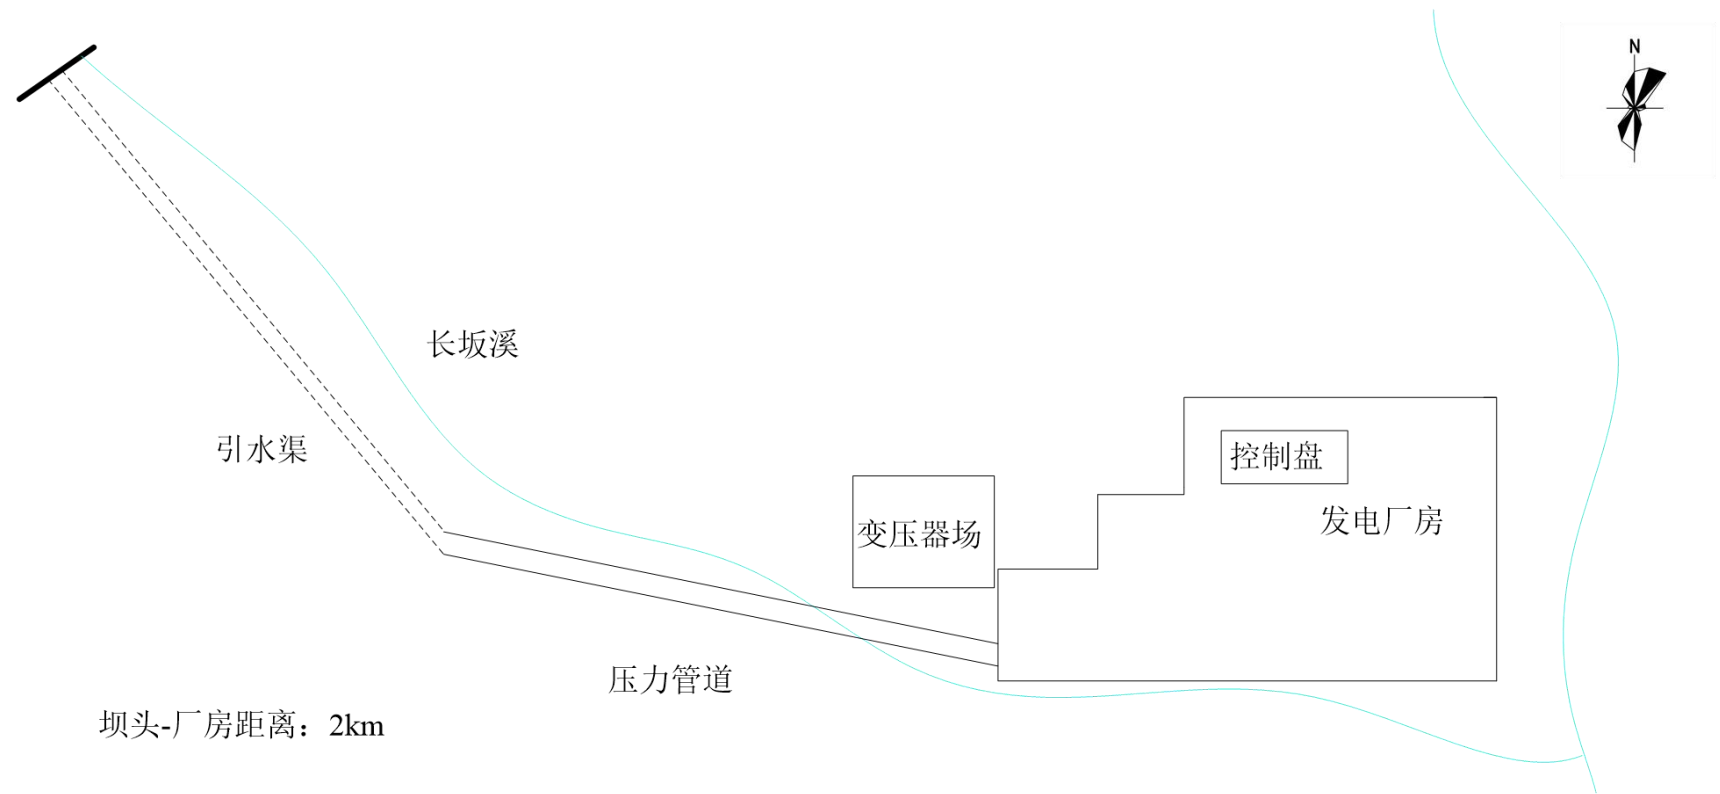 N
长坂溪
引水渠
控制盘
发电厂房
变压器场
压力管道
坝头-厂房距离：2km